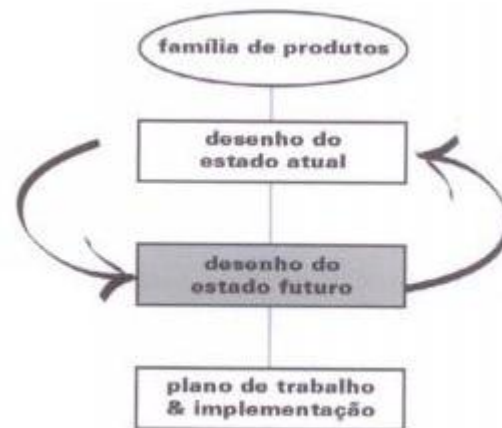 família de produtos
desenho do
estado atual
desenho do
estado futuro
plano de trabalho
& implementação